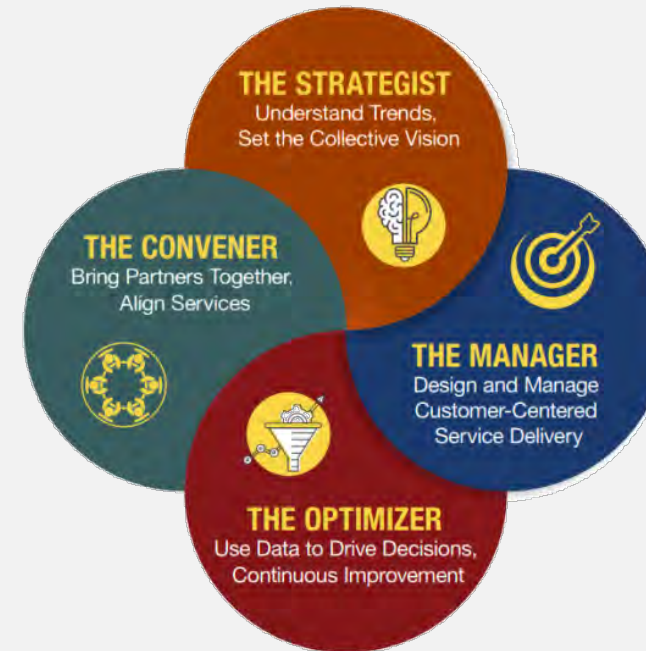 THE STRATEGIST
Understand Trends,
Set the Collective Vision
THE CONVENER
Bring Partners Together,
Align Services
THE MANAGER
Design and Manage
Customer-Centered
Service Delivery
THE OPTIMIZER
Use Data to Drive Decisions,
Continuous Improvement